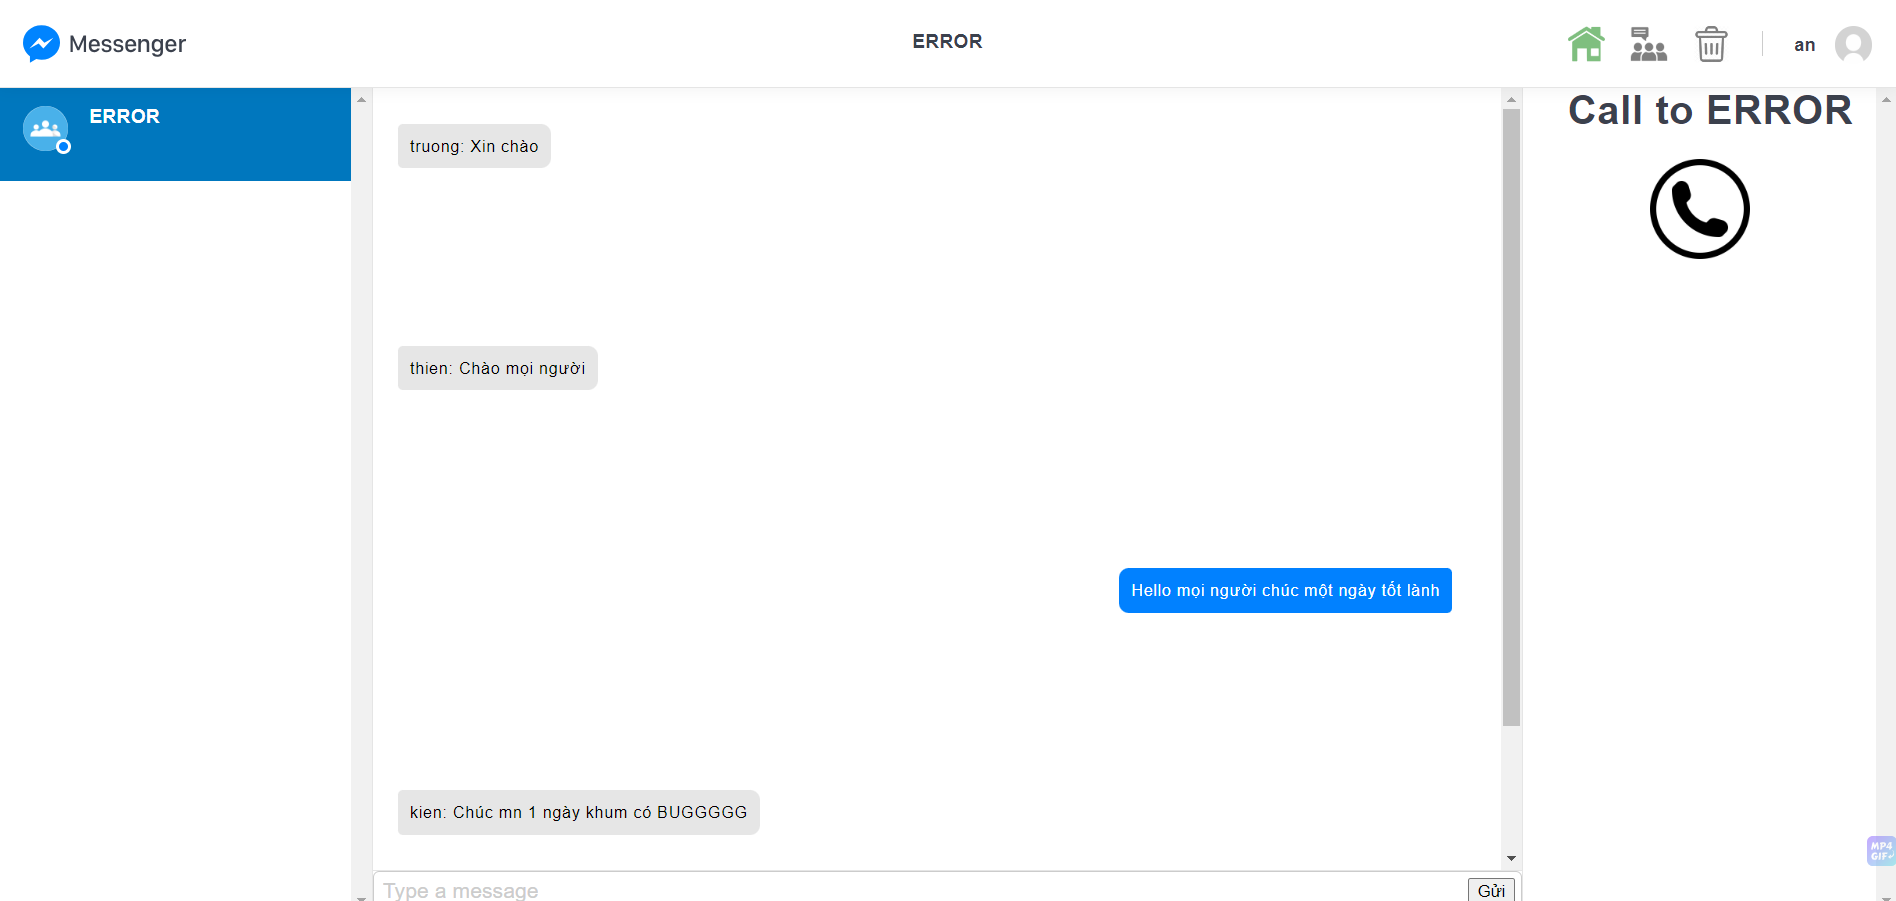 Messenger
ERROR
an
ERROR
truong: Xin chào
thien: Chào mọi người
Hello mọi người chúc một ngày tốt lành
kien: Chúc mn 1 ngày khum có BUGGGGG
Type a message
Gửi
Call to ERROR
MP4
GIF